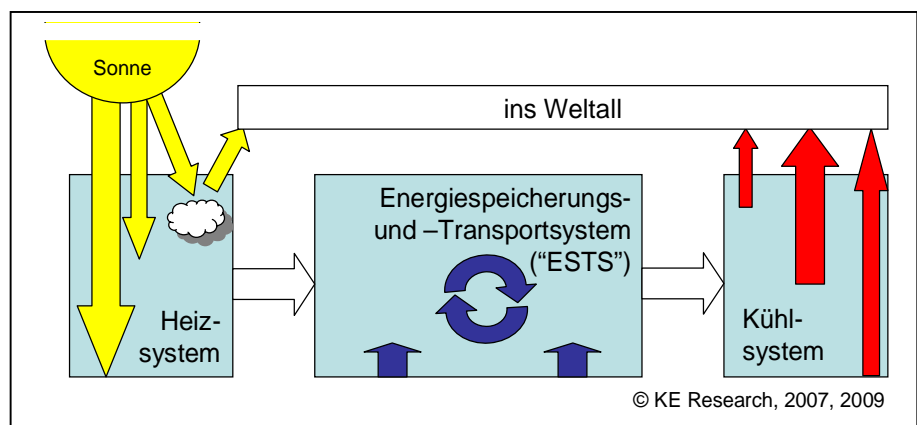 Sonne
ins Weltall
Energiespeicherungs-
und –Transportsystem
(“ESTS”)
Heiz-
system
Kühl-
system
© KE Research, 2007, 2009